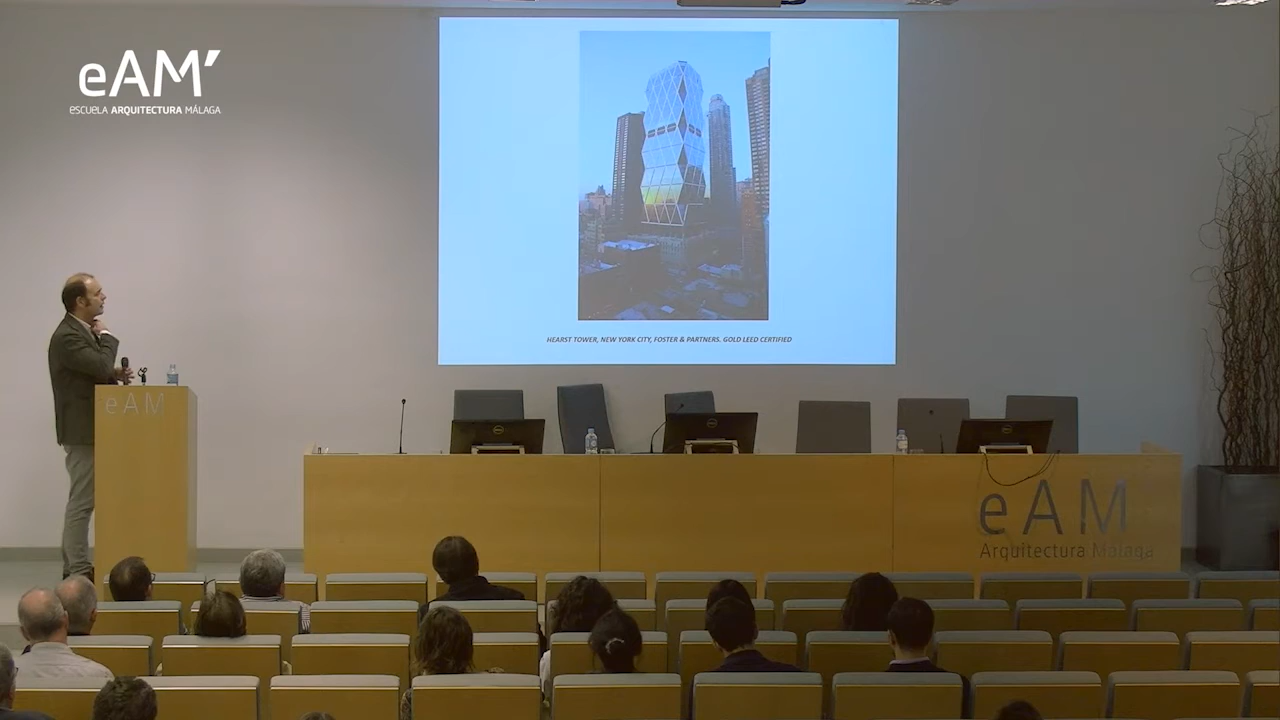 eAM'
ESCUELA ARQUITECTURA MÁLAGA
HEARST TOWER, NEW YORK CITY, FOSTER & PARTNERS. GOLD LEED CERTIFIED
eAM
eAM
Arquitectura Málaga